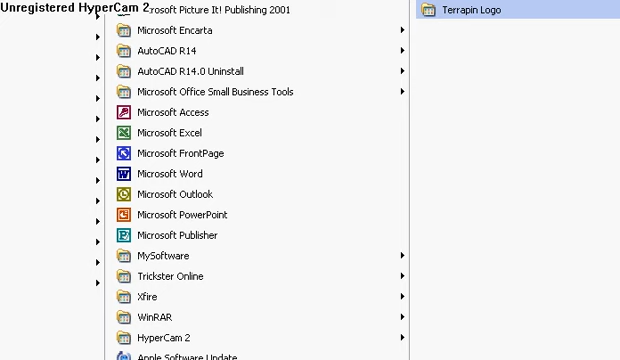 Unregistered HyperCam 2
rosoft Picture It! Publishing 2001
Terrapin Logo
Microsoft Encarta
AutoCAD R14
AutoCAD R14.0 Uninstall
Microsoft Office Small Business Tools
Microsoft Access
Microsoft Excel
Microsoft FrontPage
Microsoft Word
Microsoft Outlook
Microsoft PowerPoint
Microsoft Publisher
MySoftware
Trickster Online
Xfire
WinRAR
HyperCam 2
Apple Software Update